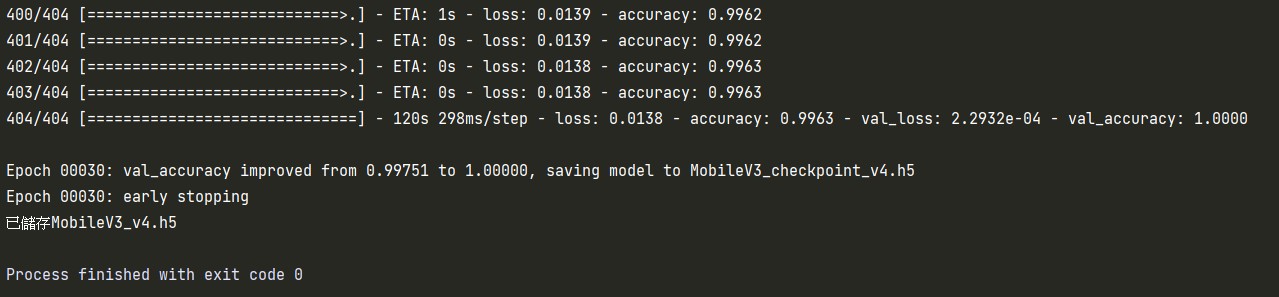 400/404 [============================>.] - ETA: 1s - loss: 0.0139 - accuracy: 0.9962
401/404 [============================>.] - ETA: 0s - loss: 0.0139 - accuracy: 0.9962
402/404 [============================>.] - ETA: 0s - loss: 0.0138 - accuracy: 0.9963
403/404 [============================>.] - ETA: 0s - loss: 0.0138 - accuracy: 0.9963
404/404 [==============================] - 120s 298ms/step - loss: 0.0138 - accuracy: 0.9963 - val_loss: 2.2932e-04 - val_accuracy: 1.0000
Epoch 00030: val_accuracy improved from 0.99751 to 1.00000, saving model to MobileV3_checkpoint_v4.h5
Epoch 00030: early stopping
已儲存MobileV3_v4.h5
Process finished with exit code 0